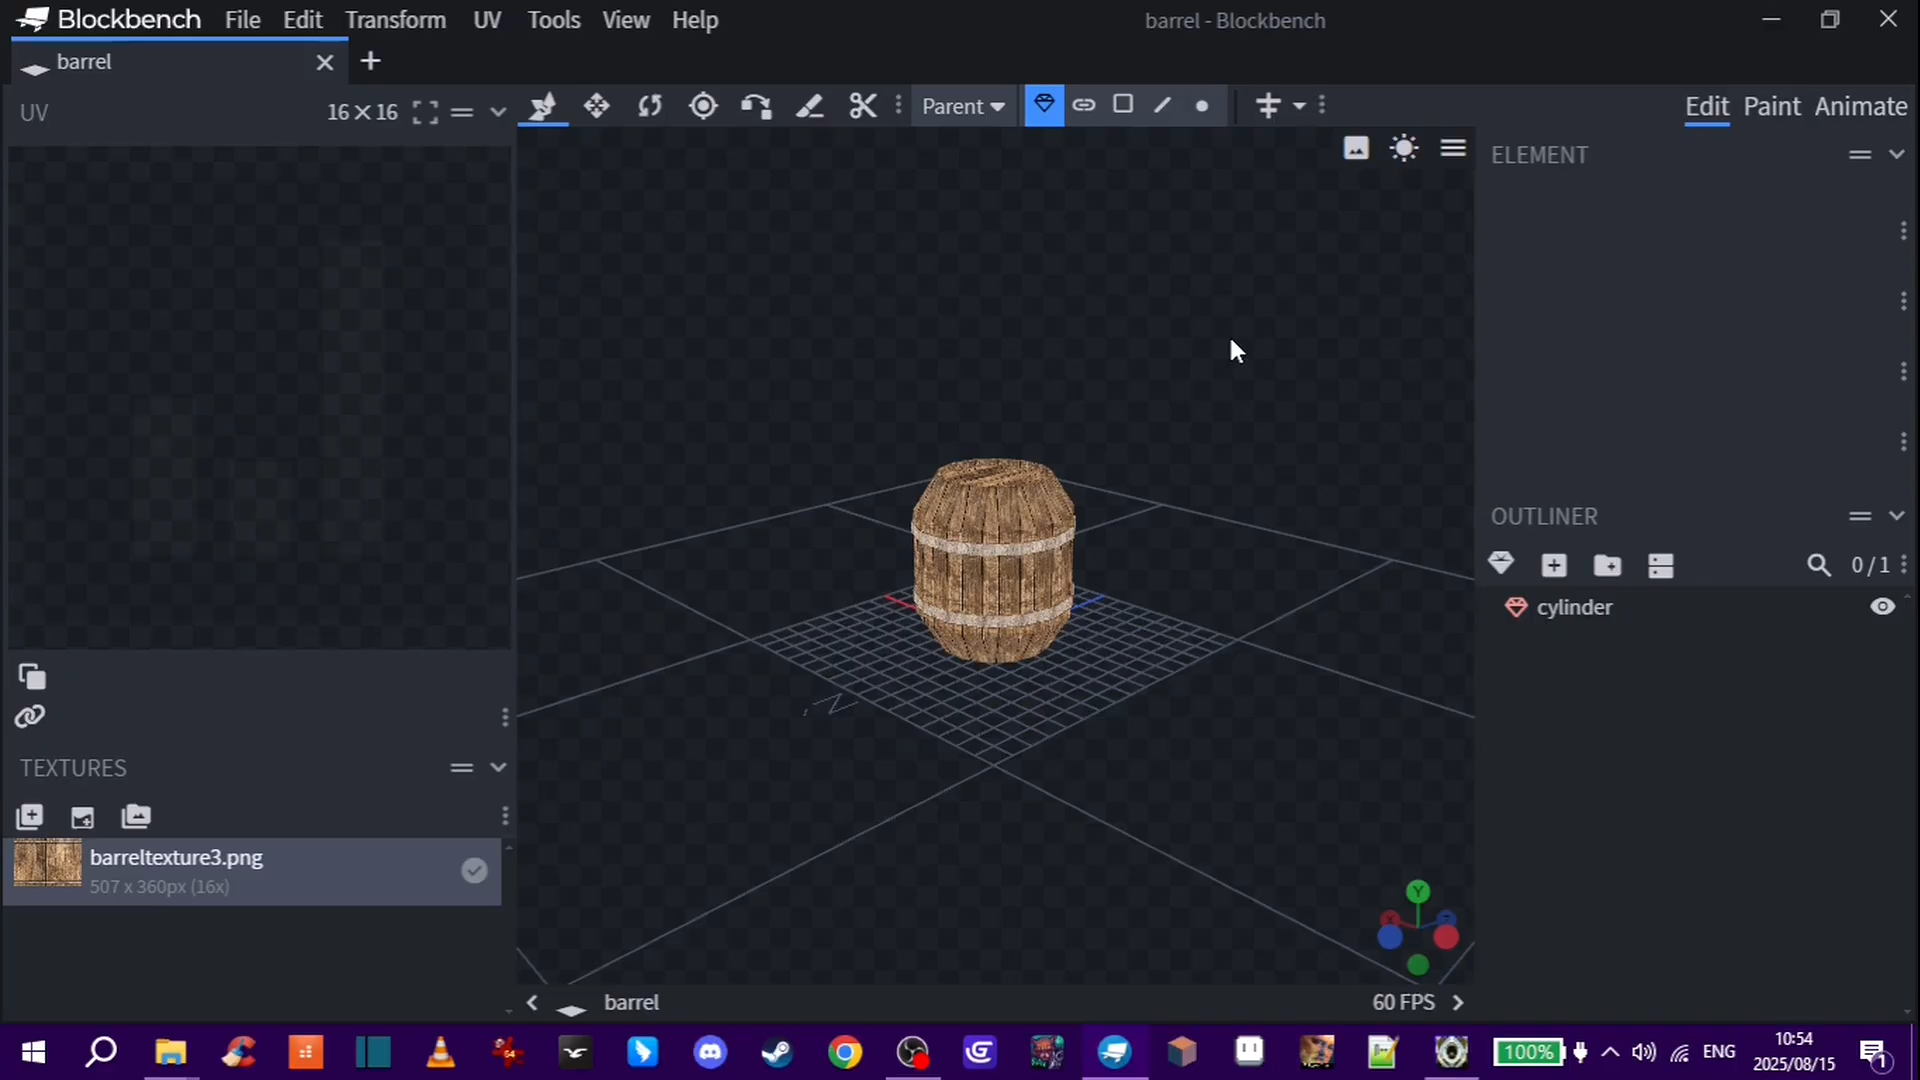 Blockbench File Edit Transform UV Tools View Help barrel - Blockbench
barrel
UV 16×16 Parent Edit Paint Animate
ELEMENT
OUTLINER
0/1
cylinder
TEXTURES
barreltexture3.png
507 x 360px (16x)
Y
barrel 60 FPS
100% ENG 10:54
2025/08/15
1